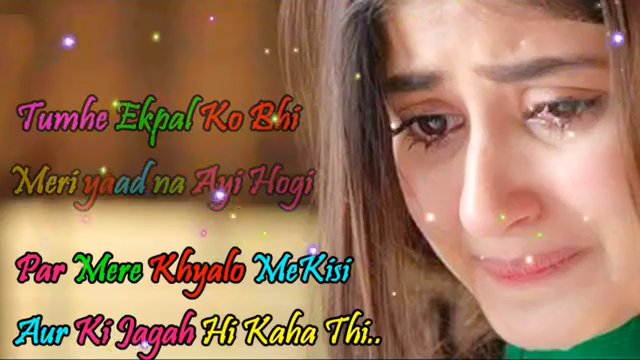 Tumhe Ekpal Ko Bhi
Meri yaad na Ayi Hogi
Par Mere Khyalo MeKisi
Aur Ki Jagah Hi Kaha Thi..